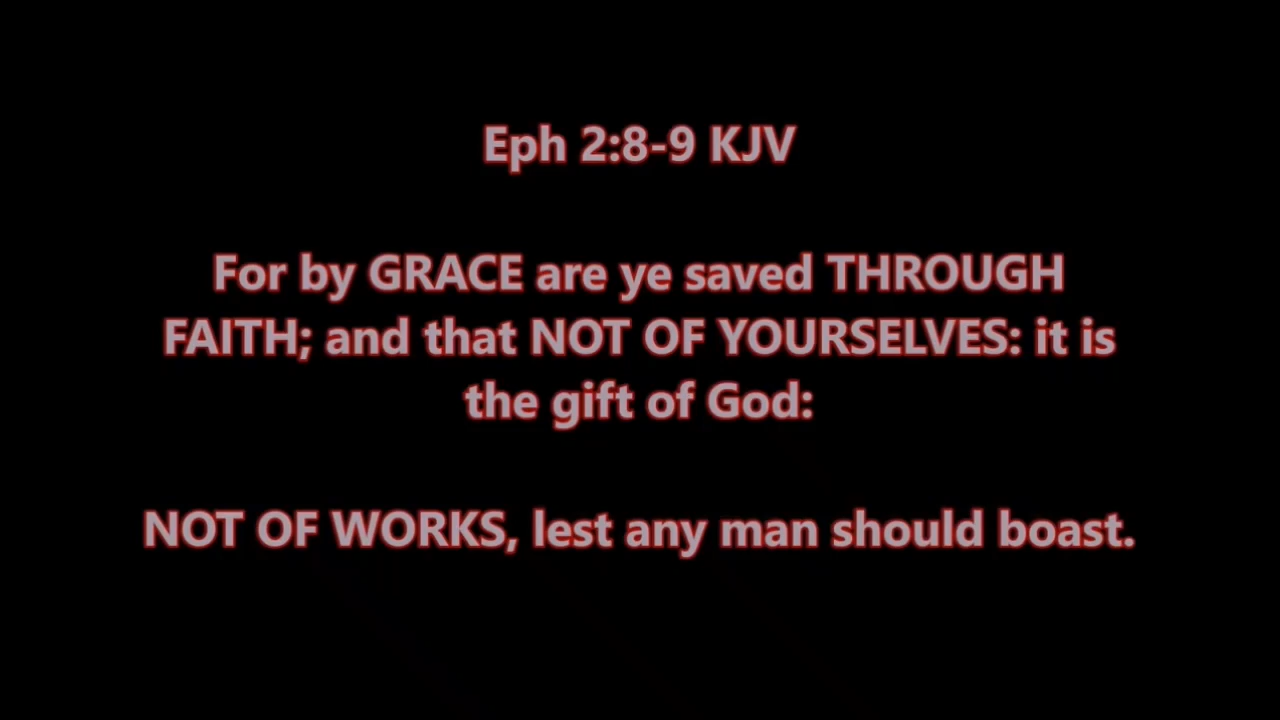 Eph 2:8-9 KJV
For by GRACE are ye saved THROUGH
FAITH; and that NOT OF YOURSELVES: it is
the gift of God:
NOT OF WORKS, lest any man should boast.